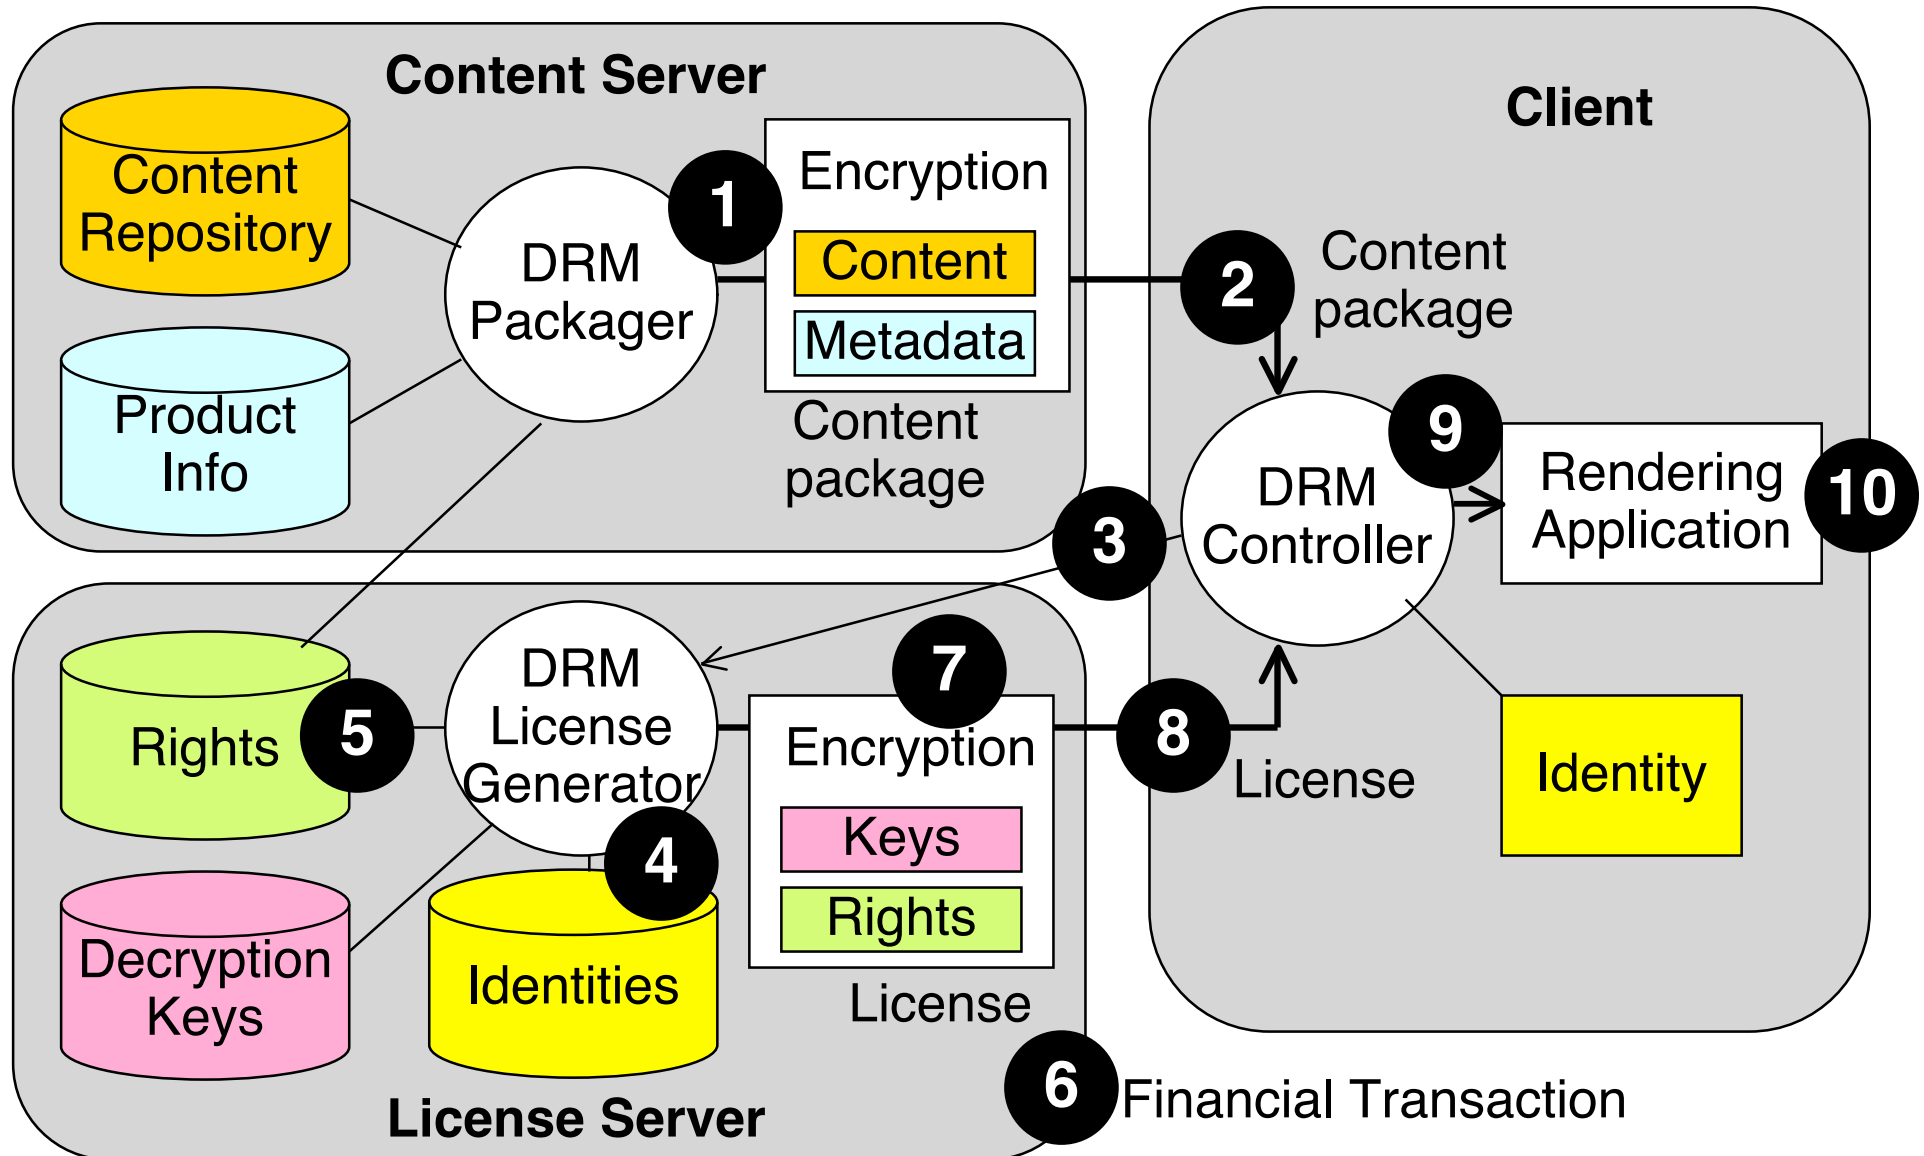 Content Server
Content
Repository
Product
Info
DRM
Packager
1
Encryption
Content
Metadata
Content
package
Client
2
Content
package
3
DRM
Controller
9
Rendering
Application
10
Identity
Rights
5
DRM
License
Generator
4
Decryption
Keys
Identities
7
Encryption
Keys
Rights
License
8
License
License Server
6
Financial Transaction